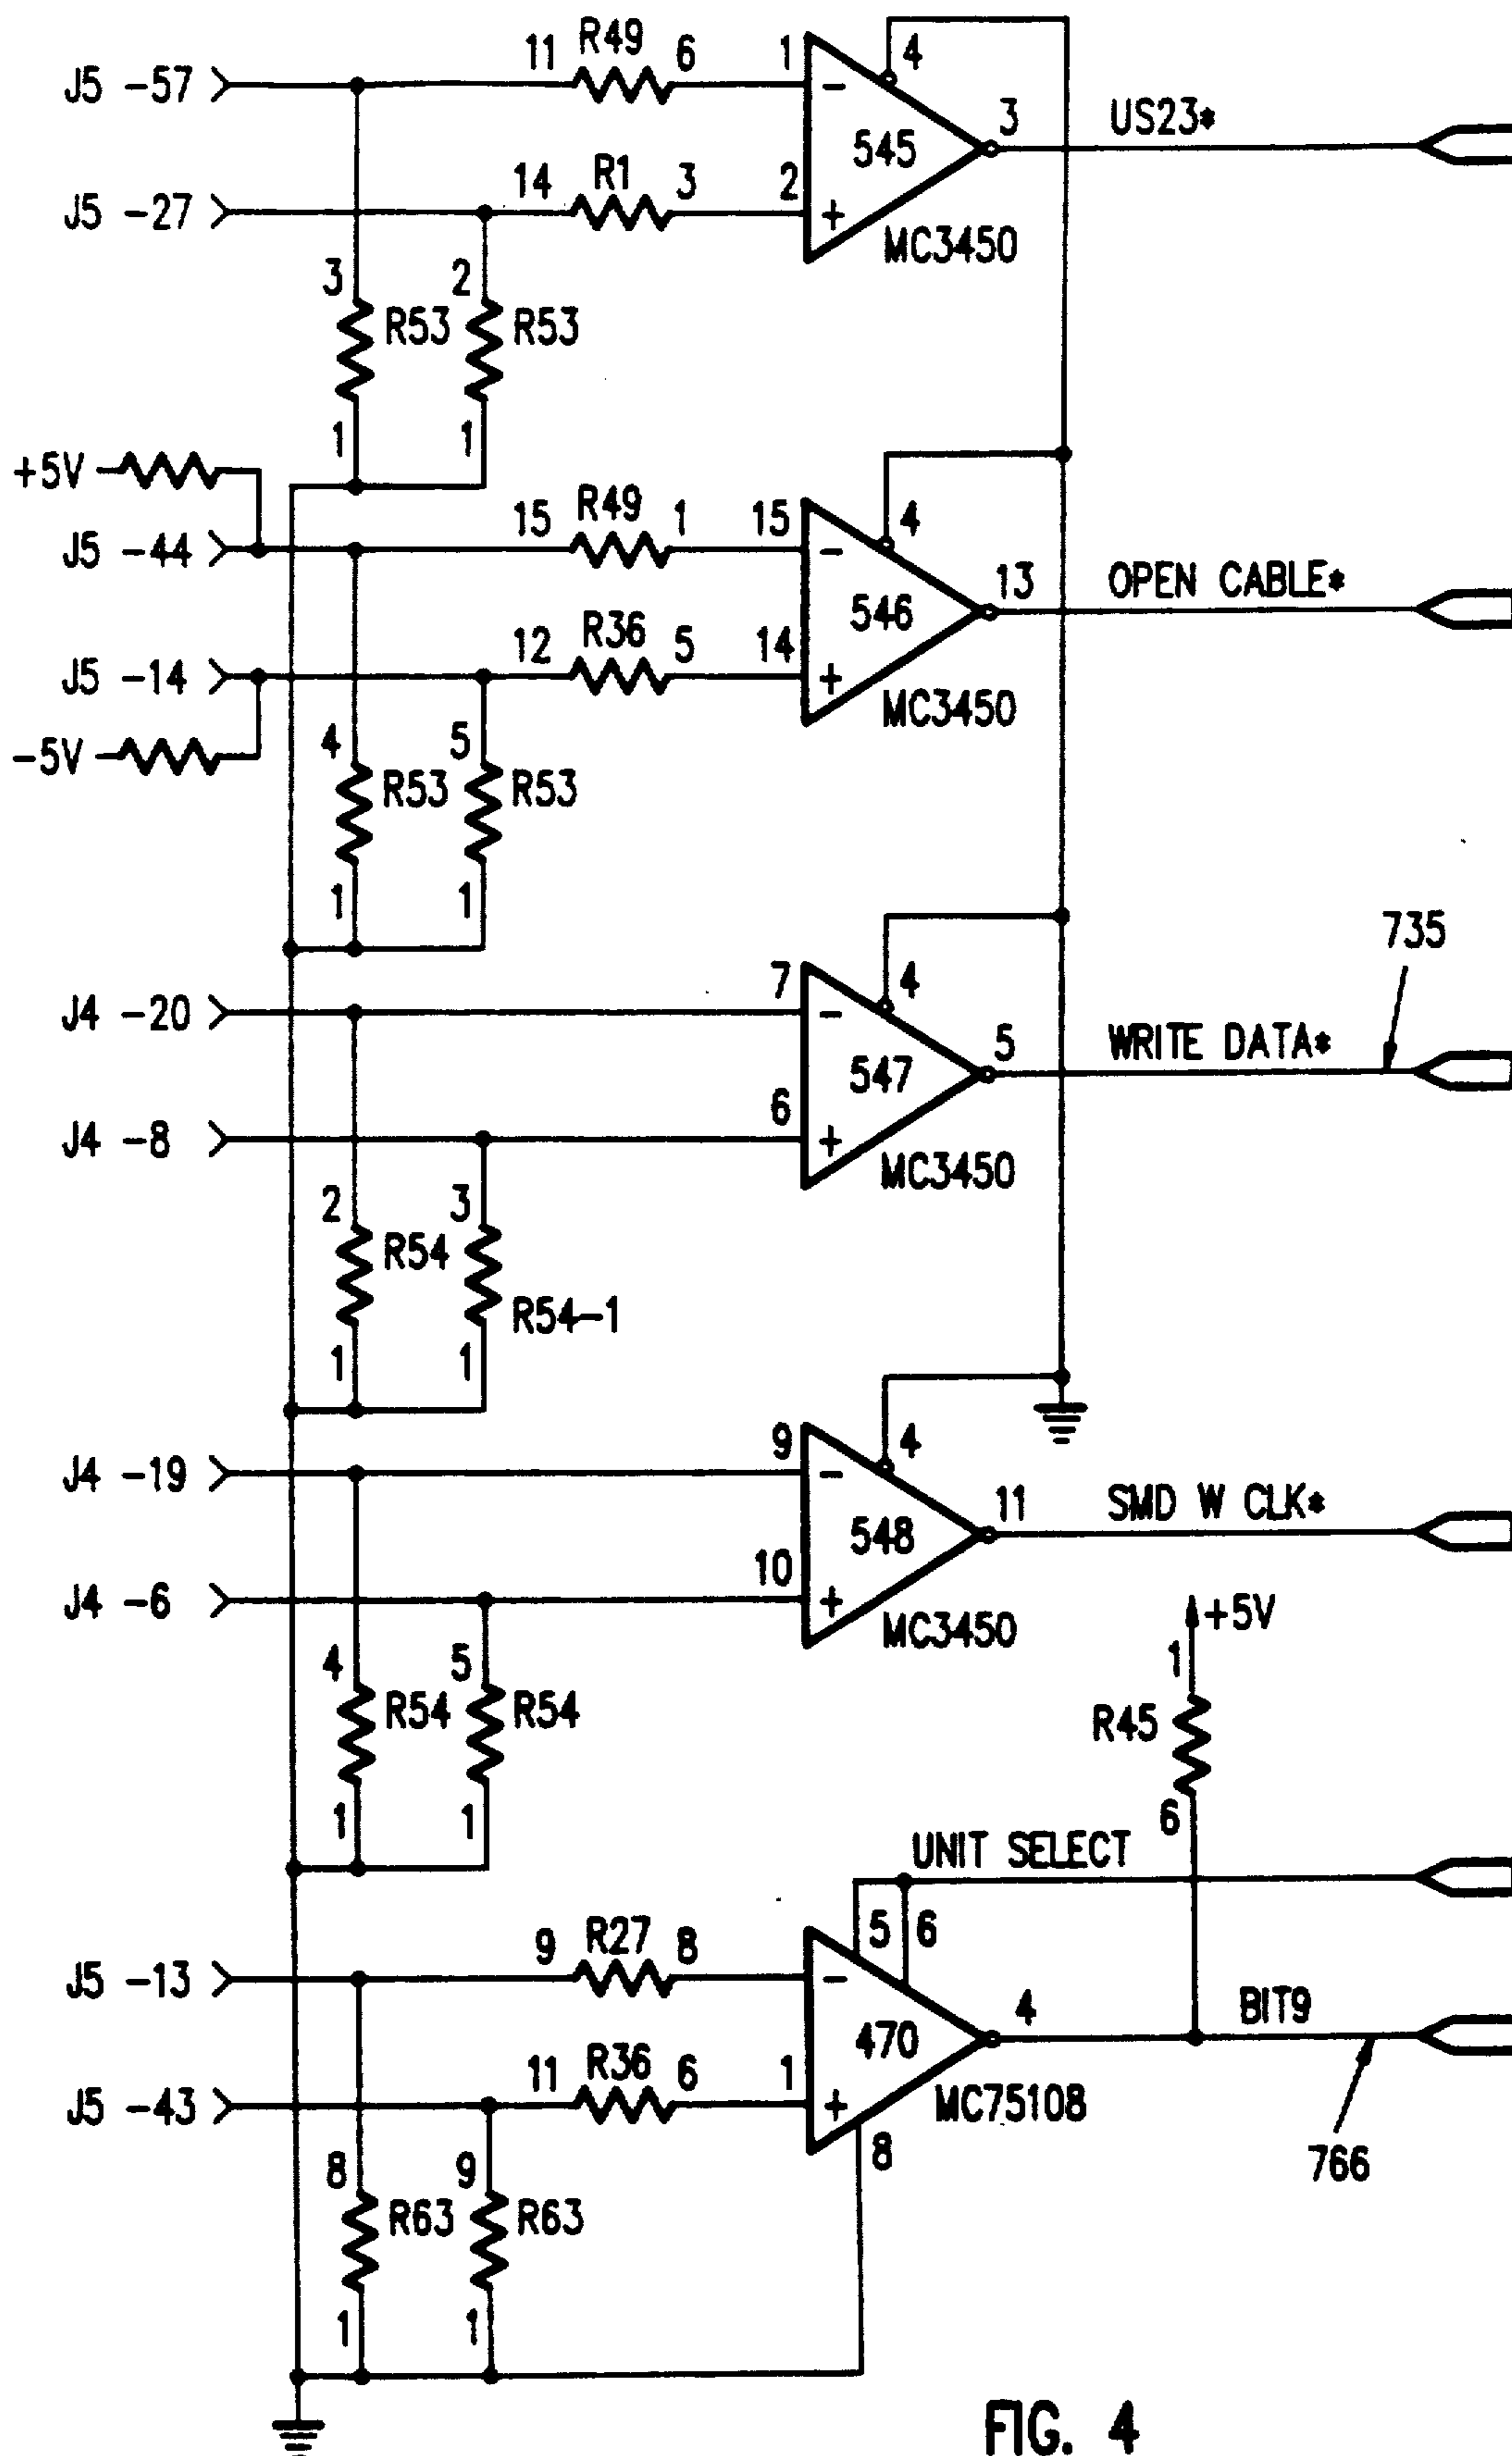 R49
11 6 1 4
J5 -57 − 545 3 US23*
R1
14 3 2
J5 -27 + MC3450
3 R53 2 R53
1 1
+5V
R49
15 1 15 4
J5 -44 − 546 13 OPEN CABLE*
R36
12 5 14
J5 -14 + MC3450
-5V
4 R53 5 R53
1 1
735
7 4
J4 -20 − 547 5 WRITE DATA*
6
J4 -8 + MC3450
2 R54 3 R54-1
1 1
9 4
J4 -19 − 548 11 SMD W CLK*
10
J4 -6 + MC3450
+5V
1
4 R54 5 R54 R45
1 1 6
UNIT SELECT
5 6
9 R27 8
J5 -13 − 470 4 BIT9
11 R36 6 1
J5 -43 + MC75108
8 766
8 R63 9 R63
1 1
FIG. 4